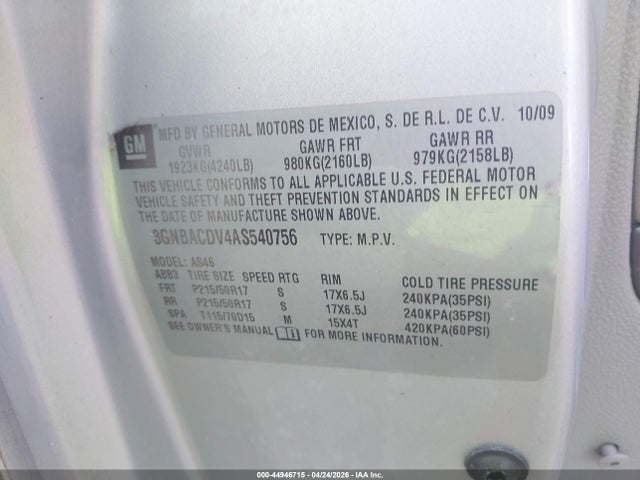 MFD BY GENERAL MOTORS DE MEXICO, S. DE R.L. DE C.V. 10/09
GM
GVWR GAWR FRT GAWR RR
1923KG(4240LB) 980KG(2160LB) 979KG(2158LB)
THIS VEHICLE CONFORMS TO ALL APPLICABLE U.S. FEDERAL MOTOR
VEHICLE SAFETY AND THEFT PREVENTION STANDARDS IN EFFECT ON
THE DATE OF MANUFACTURE SHOWN ABOVE.
3GNBACDV4AS540756 TYPE: M.P.V.
MODEL: AS46
ABB3 TIRE SIZE SPEED RTG RIM COLD TIRE PRESSURE
FRT P215/50R17 S 17X6.5J 240KPA(35PSI)
RR P215/50R17 S 17X6.5J 240KPA(35PSI)
SPA T115/70D15 M 15X4T 420KPA(60PSI)
SEE OWNER'S MANUAL FOR MORE INFORMATION.
000-44946715 - 04/24/2026 - IAA Inc.